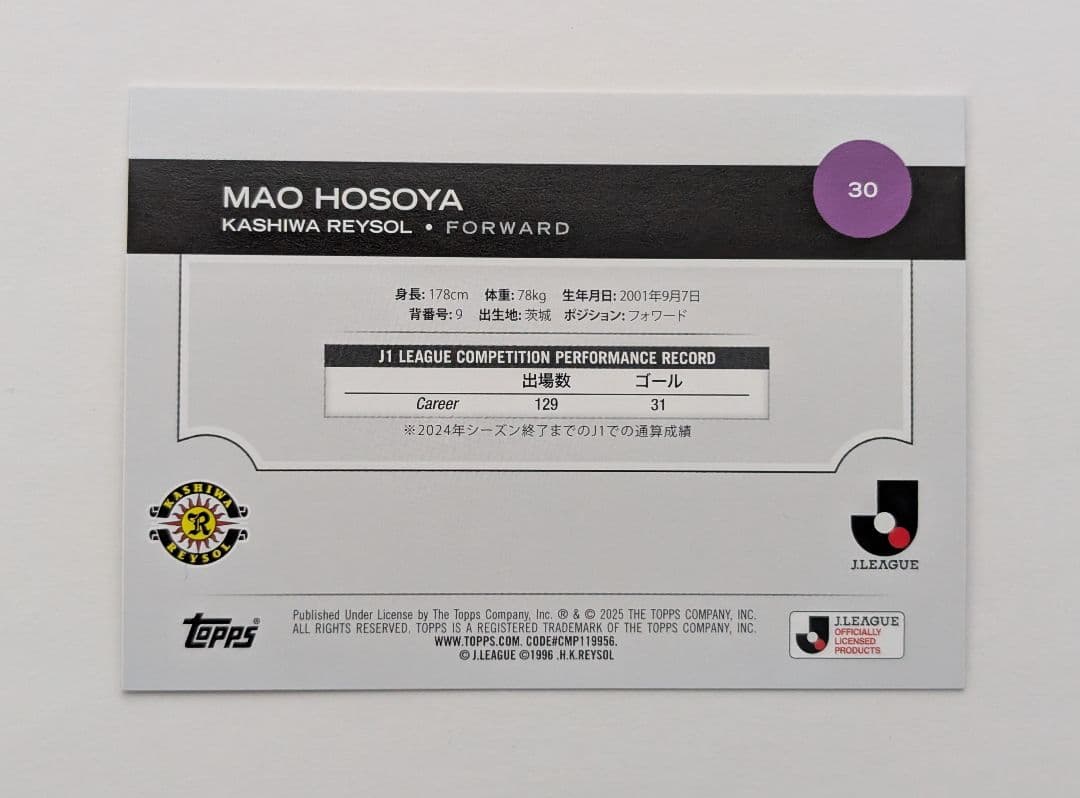 MAO HOSOYA
30
KASHIWA REYSOL • FORWARD
身長: 178cm 体重: 78kg 生年月日: 2001年9月7日
背番号: 9 出生地: 茨城 ポジション: フォワード
J1 LEAGUE COMPETITION PERFORMANCE RECORD
出場数 ゴール
Career 129 31
※2024年シーズン終了までのJ1での通算成績
KASHIWA
R
REYSOL
J.LEAGUE
Topps®
Published Under License by The Topps Company, Inc. ® & © 2025 THE TOPPS COMPANY, INC.
ALL RIGHTS RESERVED. TOPPS IS A REGISTERED TRADEMARK OF THE TOPPS COMPANY, INC.
WWW.TOPPS.COM. CODE#CMP119956.
© J.LEAGUE ©1996 .H.K.REYSOL
J.LEAGUE
OFFICIALLY
LICENSED
PRODUCTS